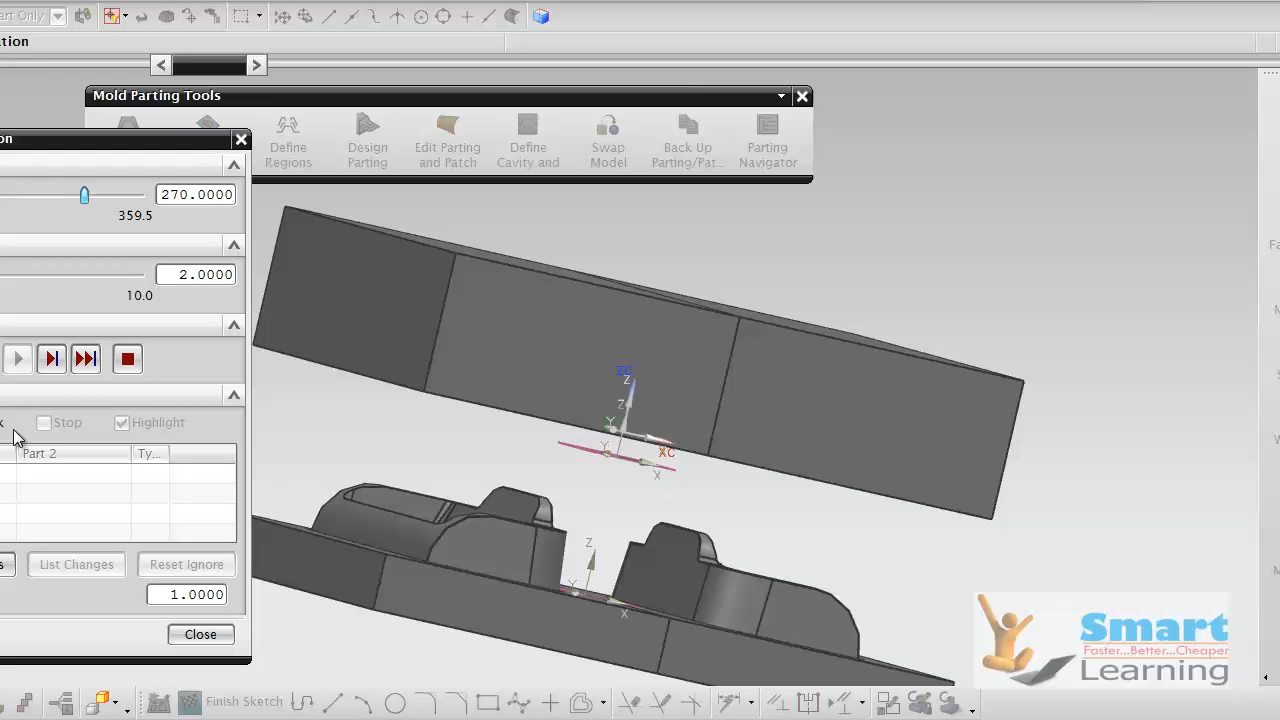 art Only
tion
Mold Parting Tools
Define Regions
Design Parting
Edit Parting and Patch
Define Cavity and
Swap Model
Back Up Parting/Pat...
Parting Navigator
on
270.0000
359.5
2.0000
10.0
Stop
Highlight
Part 2
Ty...
s
List Changes
Reset Ignore
1.0000
Close
ZC
Z
Z
Y
XC
Y
X
Z
Y
X
Smart
Faster...Better...Cheaper
Learning
Finish Sketch